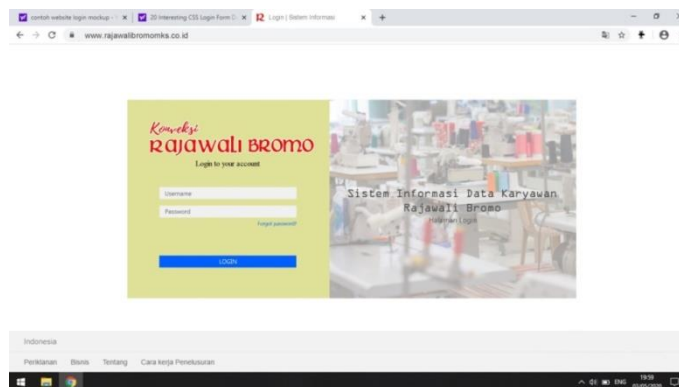 contoh website login mockup -
20 Interesting CSS Login Form
Login | Sistem Informasi
www.rajawalibromomks.co.id
Konveksi
Rajawali Bromo
Login to your account
Username
Password
Forgot password?
LOGIN
Sistem Informasi Data Karyawan
Rajawali Bromo
Halaman Login
Indonesia
Periklanan Bisnis Tentang Cara kerja Penelusuran
ENG
19:59